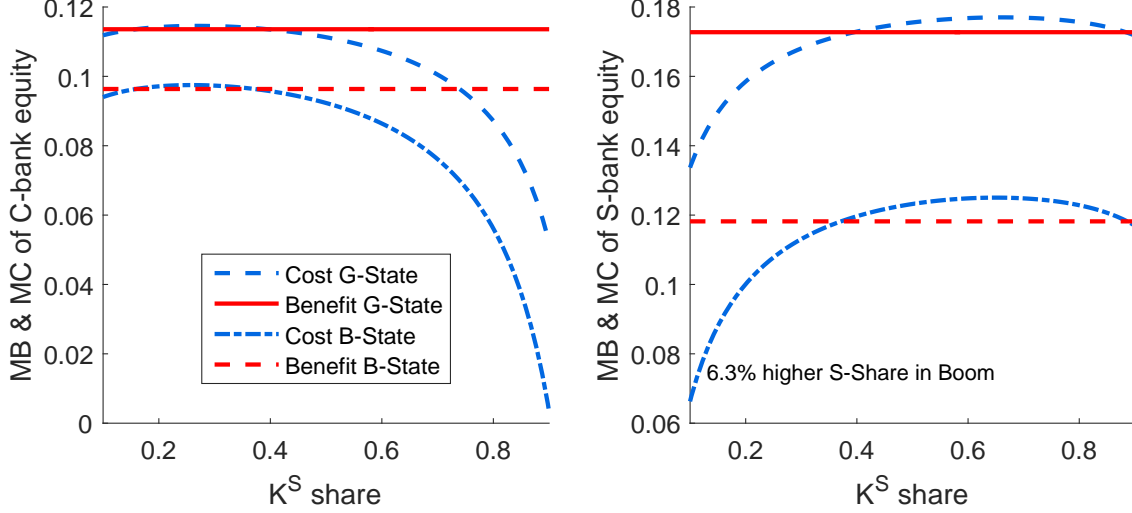 MB & MC of C-bank equity
0.12
0.1
0.08
0.06
0.04
0.02
0
0.2
0.4
0.6
0.8
K^S share
Cost G-State
Benefit G-State
Cost B-State
Benefit B-State
MB & MC of S-bank equity
0.18
0.16
0.14
0.12
0.1
0.08
0.06
6.3% higher S-Share in Boom
0.2
0.4
0.6
0.8
K^S share